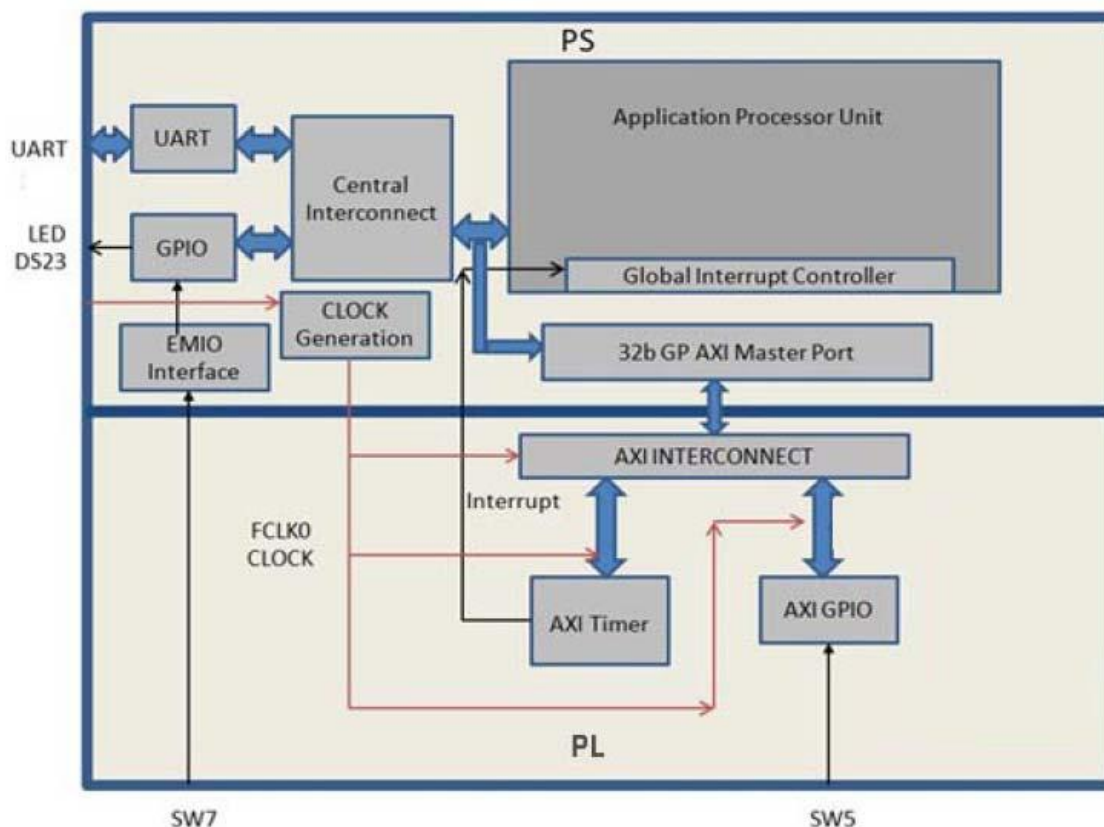 PS
Application Processor Unit
UART
UART
Central
Interconnect
LED
DS23
GPIO
Global Interrupt Controller
CLOCK
Generation
EMIO
Interface
32b GP AXI Master Port
AXI INTERCONNECT
Interrupt
FCLK0
CLOCK
AXI Timer
AXI GPIO
PL
SW7
SW5